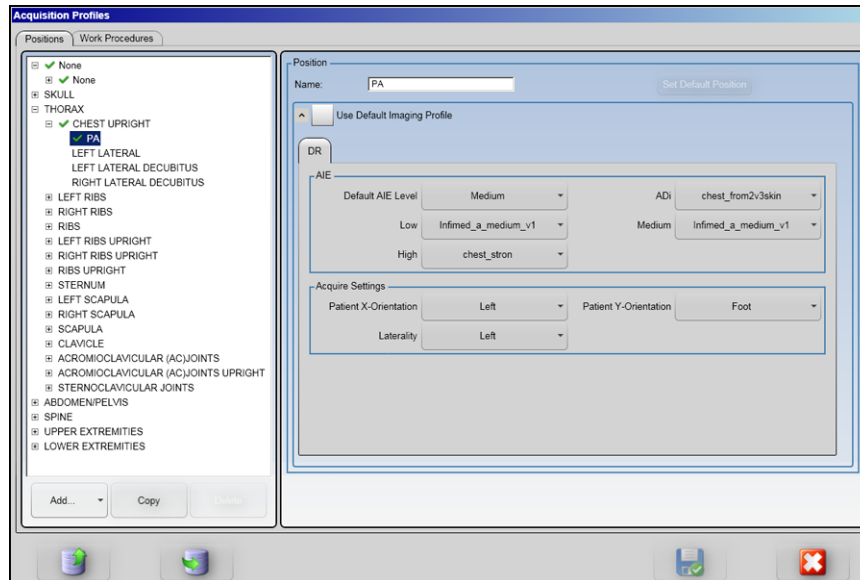 Acquisition Profiles
Positions Work Procedures
None
None
SKULL
THORAX
CHEST UPRIGHT
PA
LEFT LATERAL
LEFT LATERAL DECUBITUS
RIGHT LATERAL DECUBITUS
LEFT RIBS
RIGHT RIBS
RIBS
LEFT RIBS UPRIGHT
RIGHT RIBS UPRIGHT
RIBS UPRIGHT
STERNUM
LEFT SCAPULA
RIGHT SCAPULA
SCAPULA
CLAVICLE
ACROMIOCLAVICULAR (AC)JOINTS
ACROMIOCLAVICULAR (AC)JOINTS UPRIGHT
STERNOCLAVICULAR JOINTS
ABDOMEN/PELVIS
SPINE
UPPER EXTREMITIES
LOWER EXTREMITIES
Add... Copy Delete
Position
Name: PA Set Default Position
Use Default Imaging Profile
DR
AIE
Default AIE Level Medium ADi chest_from2v3skin
Low Infimed_a_medium_v1 Medium Infimed_a_medium_v1
High chest_stron
Acquire Settings
Patient X-Orientation Left Patient Y-Orientation Foot
Laterality Left